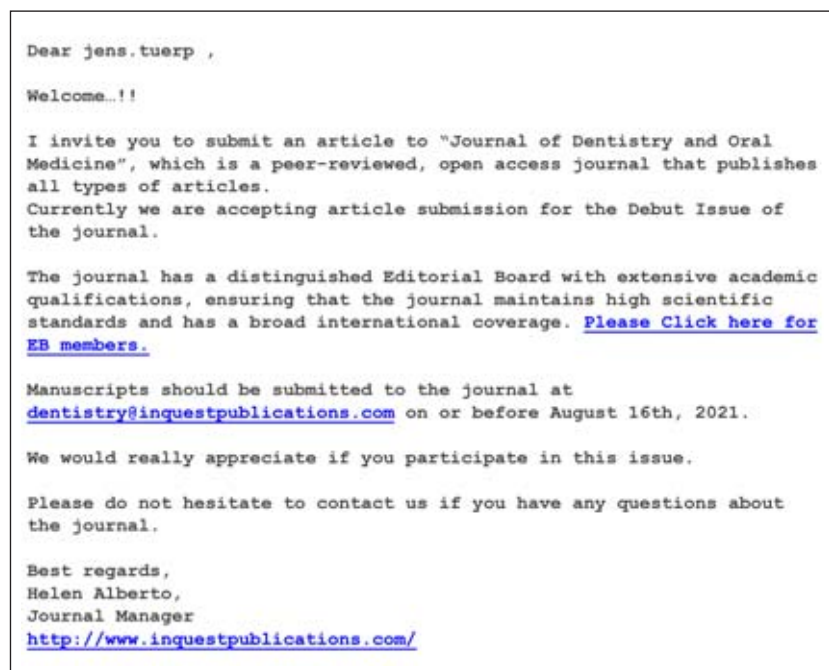 Dear jens.tuerp ,
Welcome…!!
I invite you to submit an article to “Journal of Dentistry and Oral
Medicine”, which is a peer-reviewed, open access journal that publishes
all types of articles.
Currently we are accepting article submission for the Debut Issue of
the journal.
The journal has a distinguished Editorial Board with extensive academic
qualifications, ensuring that the journal maintains high scientific
standards and has a broad international coverage. Please Click here for
EB members.
Manuscripts should be submitted to the journal at
dentistry@inquestpublications.com on or before August 16th, 2021.
We would really appreciate if you participate in this issue.
Please do not hesitate to contact us if you have any questions about
the journal.
Best regards,
Helen Alberto,
Journal Manager
http://www.inquestpublications.com/